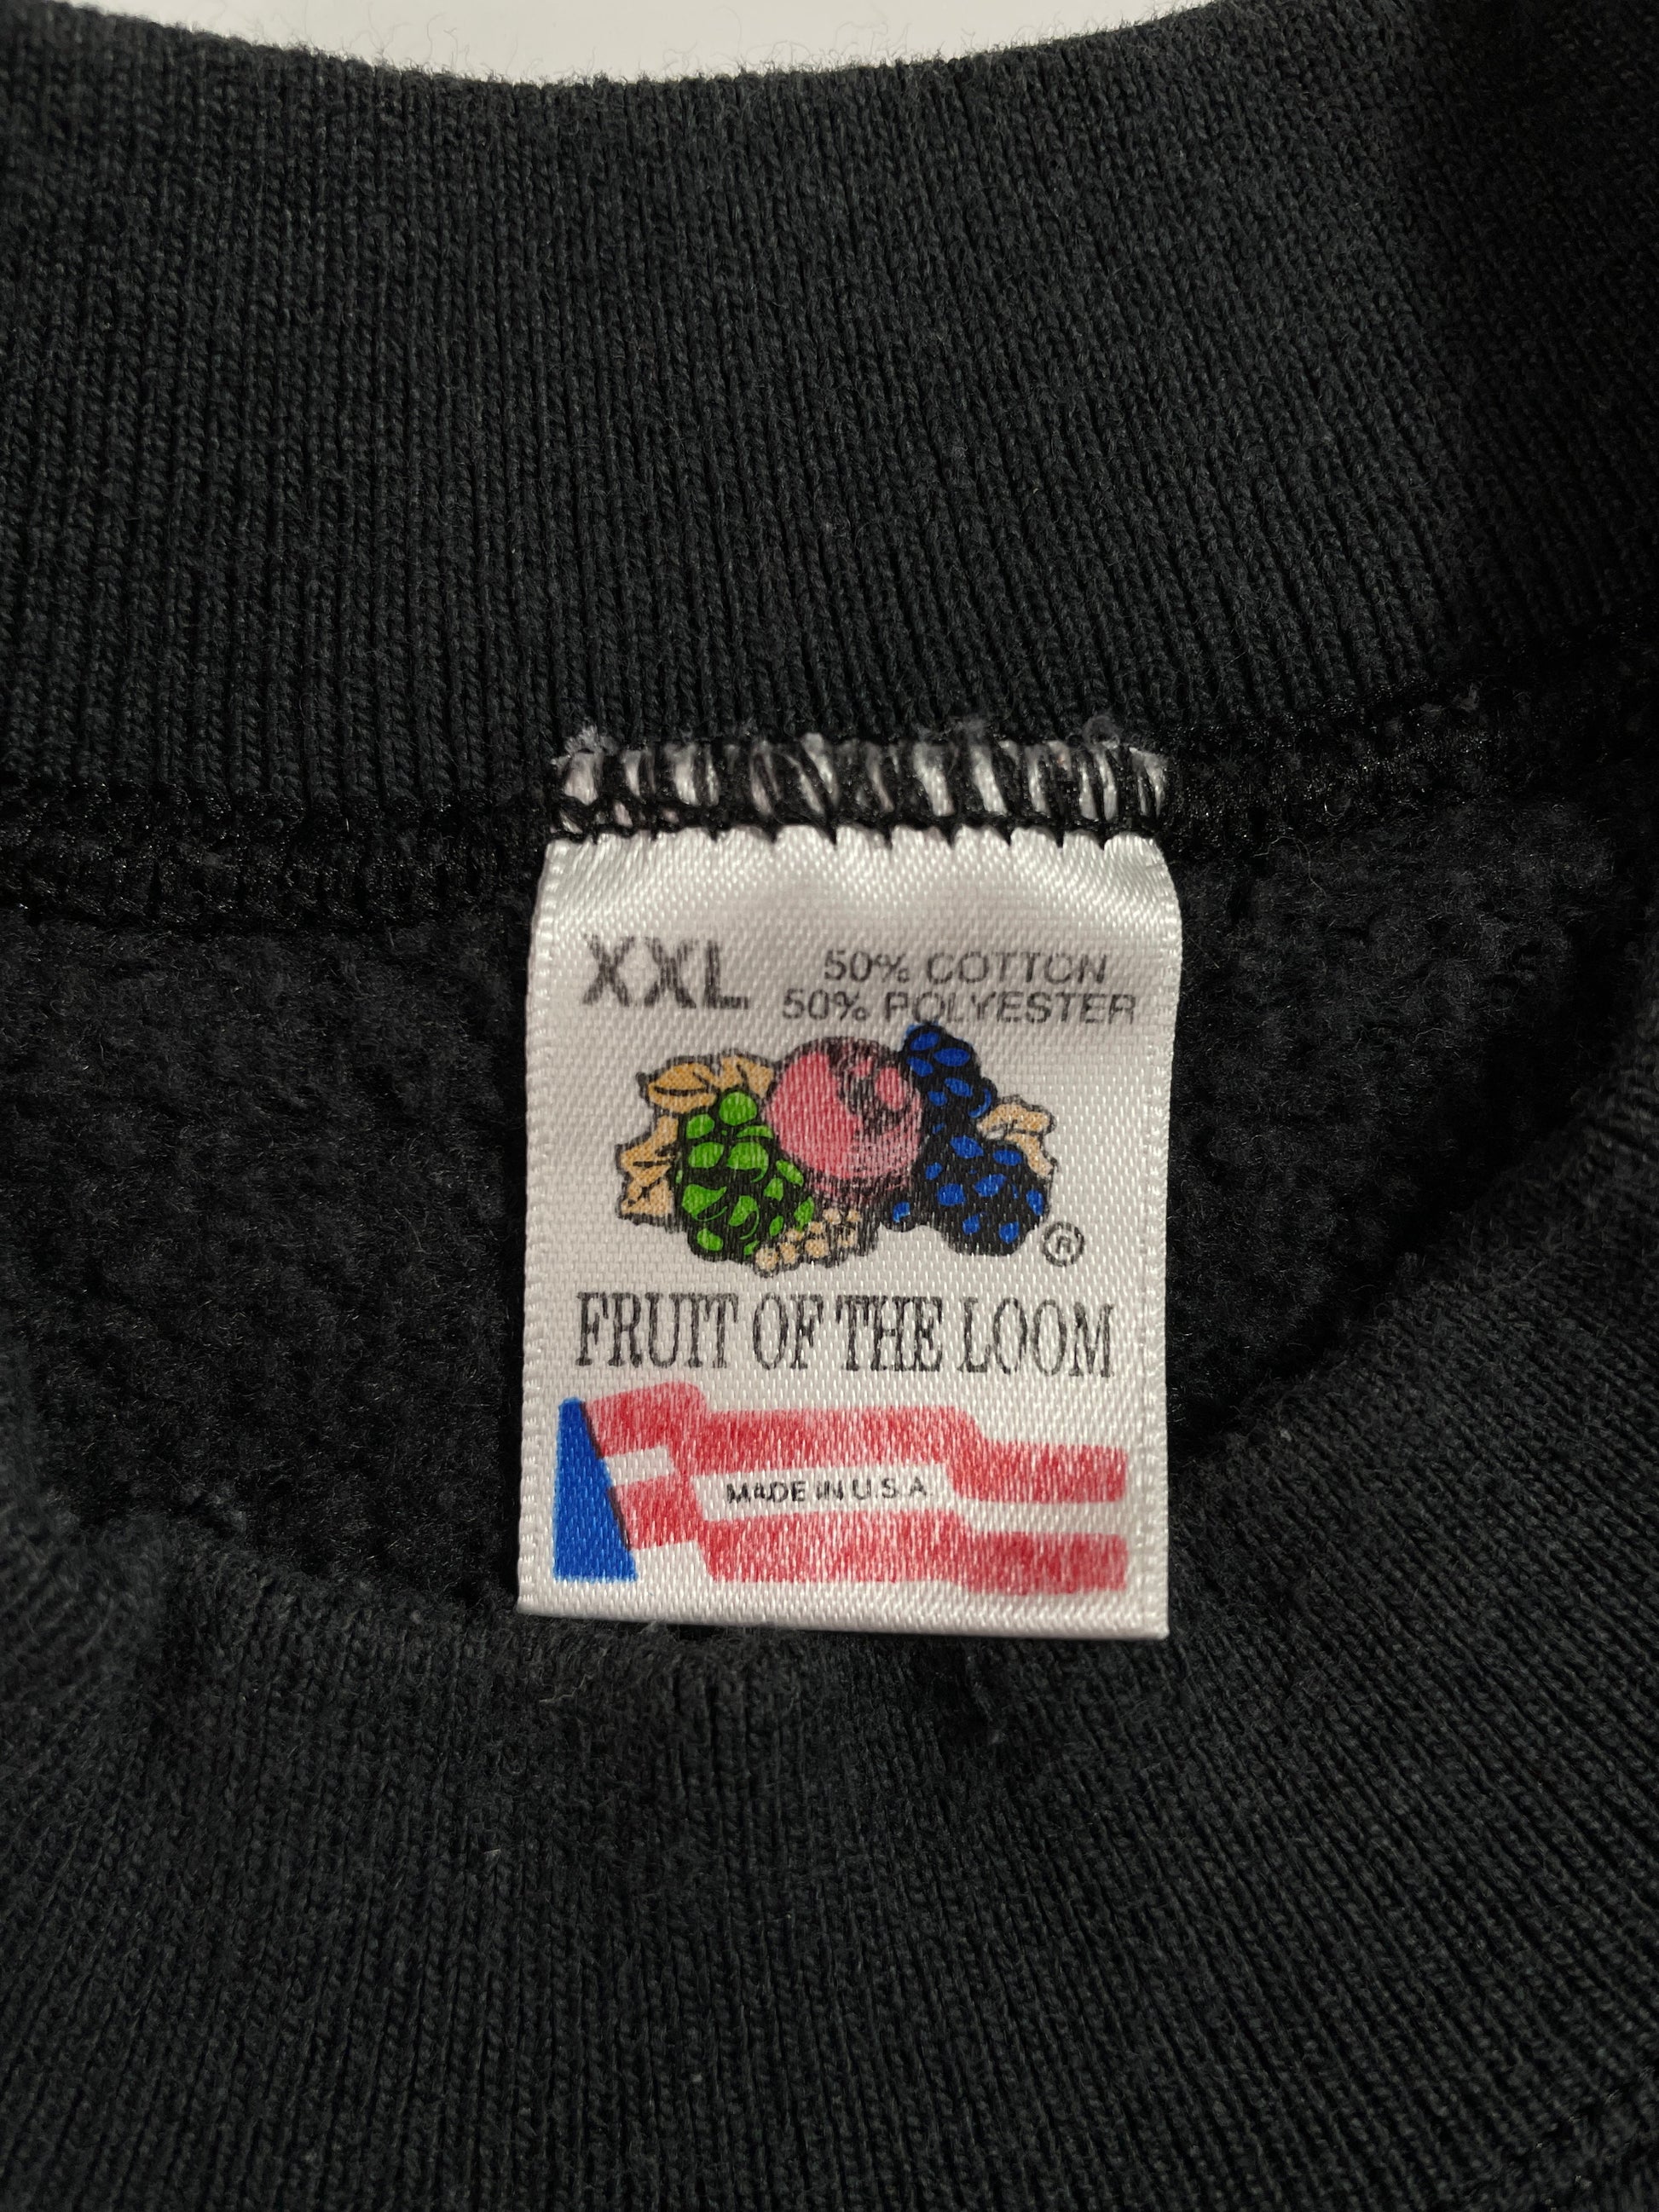 XXL
50% COTTON
50% POLYESTER
®
FRUIT OF THE LOOM
MADE IN U.S.A